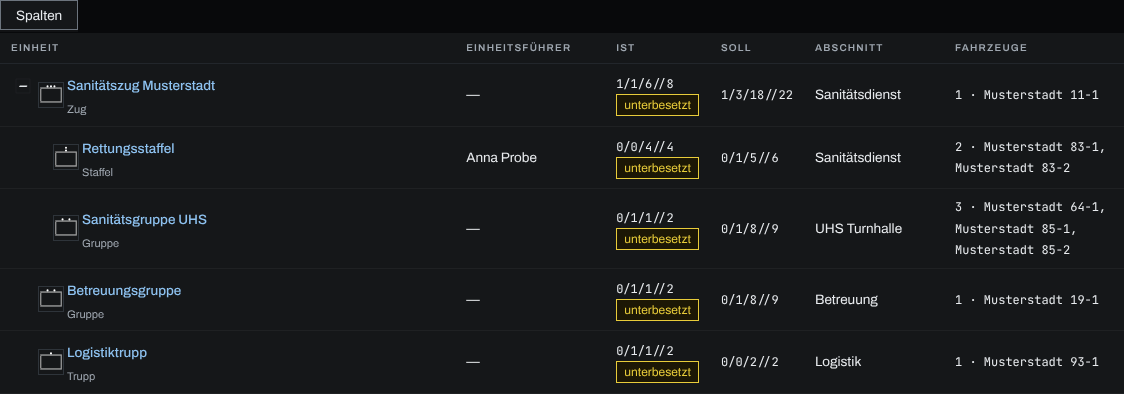 Spalten
EINHEIT EINHEITSFÜHRER IST SOLL ABSCHNITT FAHRZEUGE
Sanitätszug Musterstadt
Zug
—
1/1/6//8
unterbesetzt
1/3/18//22
Sanitätsdienst
1 · Musterstadt 11-1
Rettungsstaffel
Staffel
Anna Probe
0/0/4//4
unterbesetzt
0/1/5//6
Sanitätsdienst
2 · Musterstadt 83-1,
Musterstadt 83-2
Sanitätsgruppe UHS
Gruppe
—
0/1/1//2
unterbesetzt
0/1/8//9
UHS Turnhalle
3 · Musterstadt 64-1,
Musterstadt 85-1,
Musterstadt 85-2
Betreuungsgruppe
Gruppe
—
0/1/1//2
unterbesetzt
0/1/8//9
Betreuung
1 · Musterstadt 19-1
Logistiktrupp
Trupp
—
0/1/1//2
unterbesetzt
0/0/2//2
Logistik
1 · Musterstadt 93-1